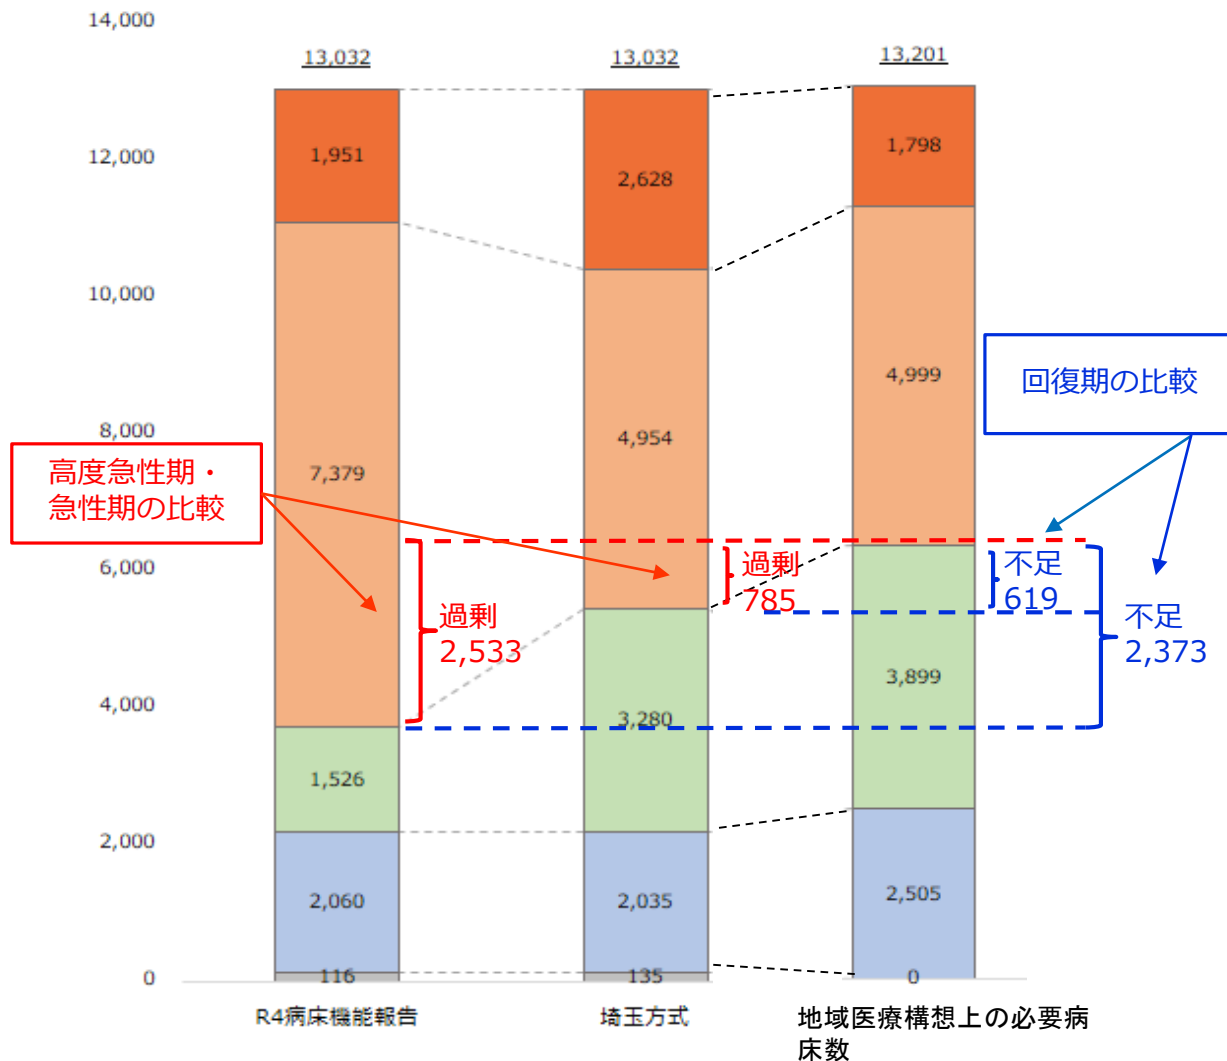 14,000
13,032
13,032
13,201
12,000
1,951
2,628
1,798
10,000
8,000
7,379
4,954
4,999
回復期の比較
高度急性期・
急性期の比較
6,000
過剰
2,533
過剰
785
不足
619
不足
2,373
4,000
3,280
3,899
1,526
2,000
2,060
2,035
2,505
0
116
135
0
R4病床機能報告
埼玉方式
地域医療構想上の必要病
床数